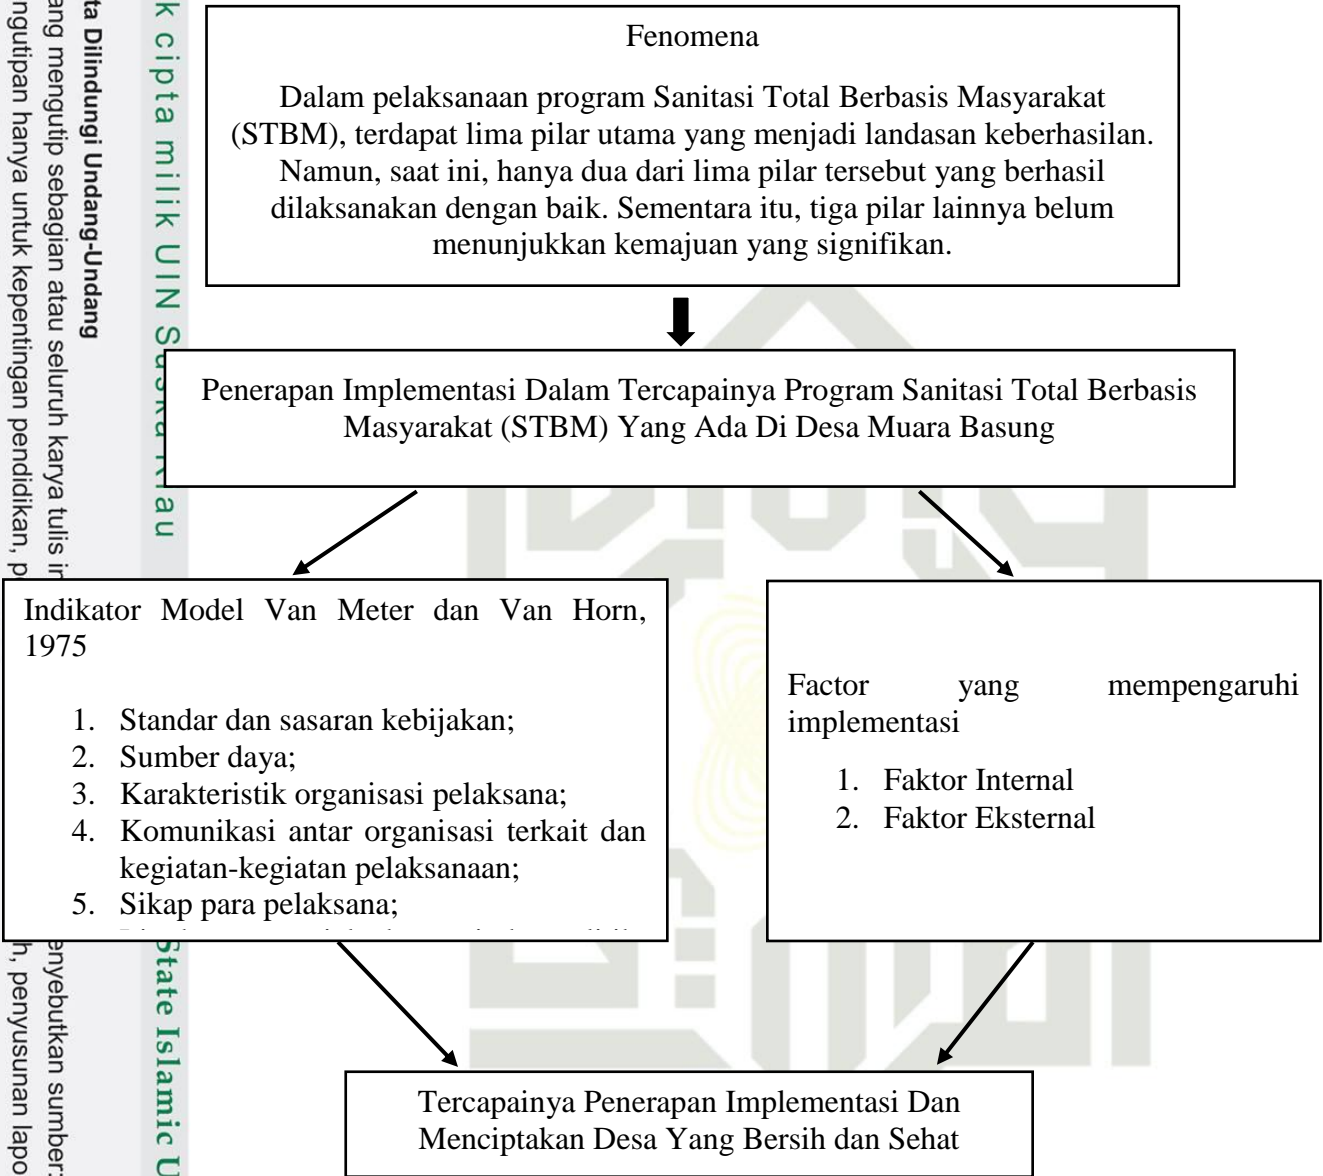 Fenomena
Dalam pelaksanaan program Sanitasi Total Berbasis Masyarakat
(STBM), terdapat lima pilar utama yang menjadi landasan keberhasilan.
Namun, saat ini, hanya dua dari lima pilar tersebut yang berhasil
dilaksanakan dengan baik. Sementara itu, tiga pilar lainnya belum
menunjukkan kemajuan yang signifikan.
Penerapan Implementasi Dalam Tercapainya Program Sanitasi Total Berbasis
Masyarakat (STBM) Yang Ada Di Desa Muara Basung
Indikator Model Van Meter dan Van Horn,
1975
1. Standar dan sasaran kebijakan;
2. Sumber daya;
3. Karakteristik organisasi pelaksana;
4. Komunikasi antar organisasi terkait dan
kegiatan-kegiatan pelaksanaan;
5. Sikap para pelaksana;
Factor yang mempengaruhi
implementasi
1. Faktor Internal
2. Faktor Eksternal
Tercapainya Penerapan Implementasi Dan
Menciptakan Desa Yang Bersih dan Sehat
k cipta milik UIN Suska Riau
State Islamic U
ta Dilindungi Undang-Undang
ang mengutip sebagian atau seluruh karya tulis
enyebutkan sumber:
ngutipan hanya untuk kepentingan pendidikan,
h, penyusunan lapo